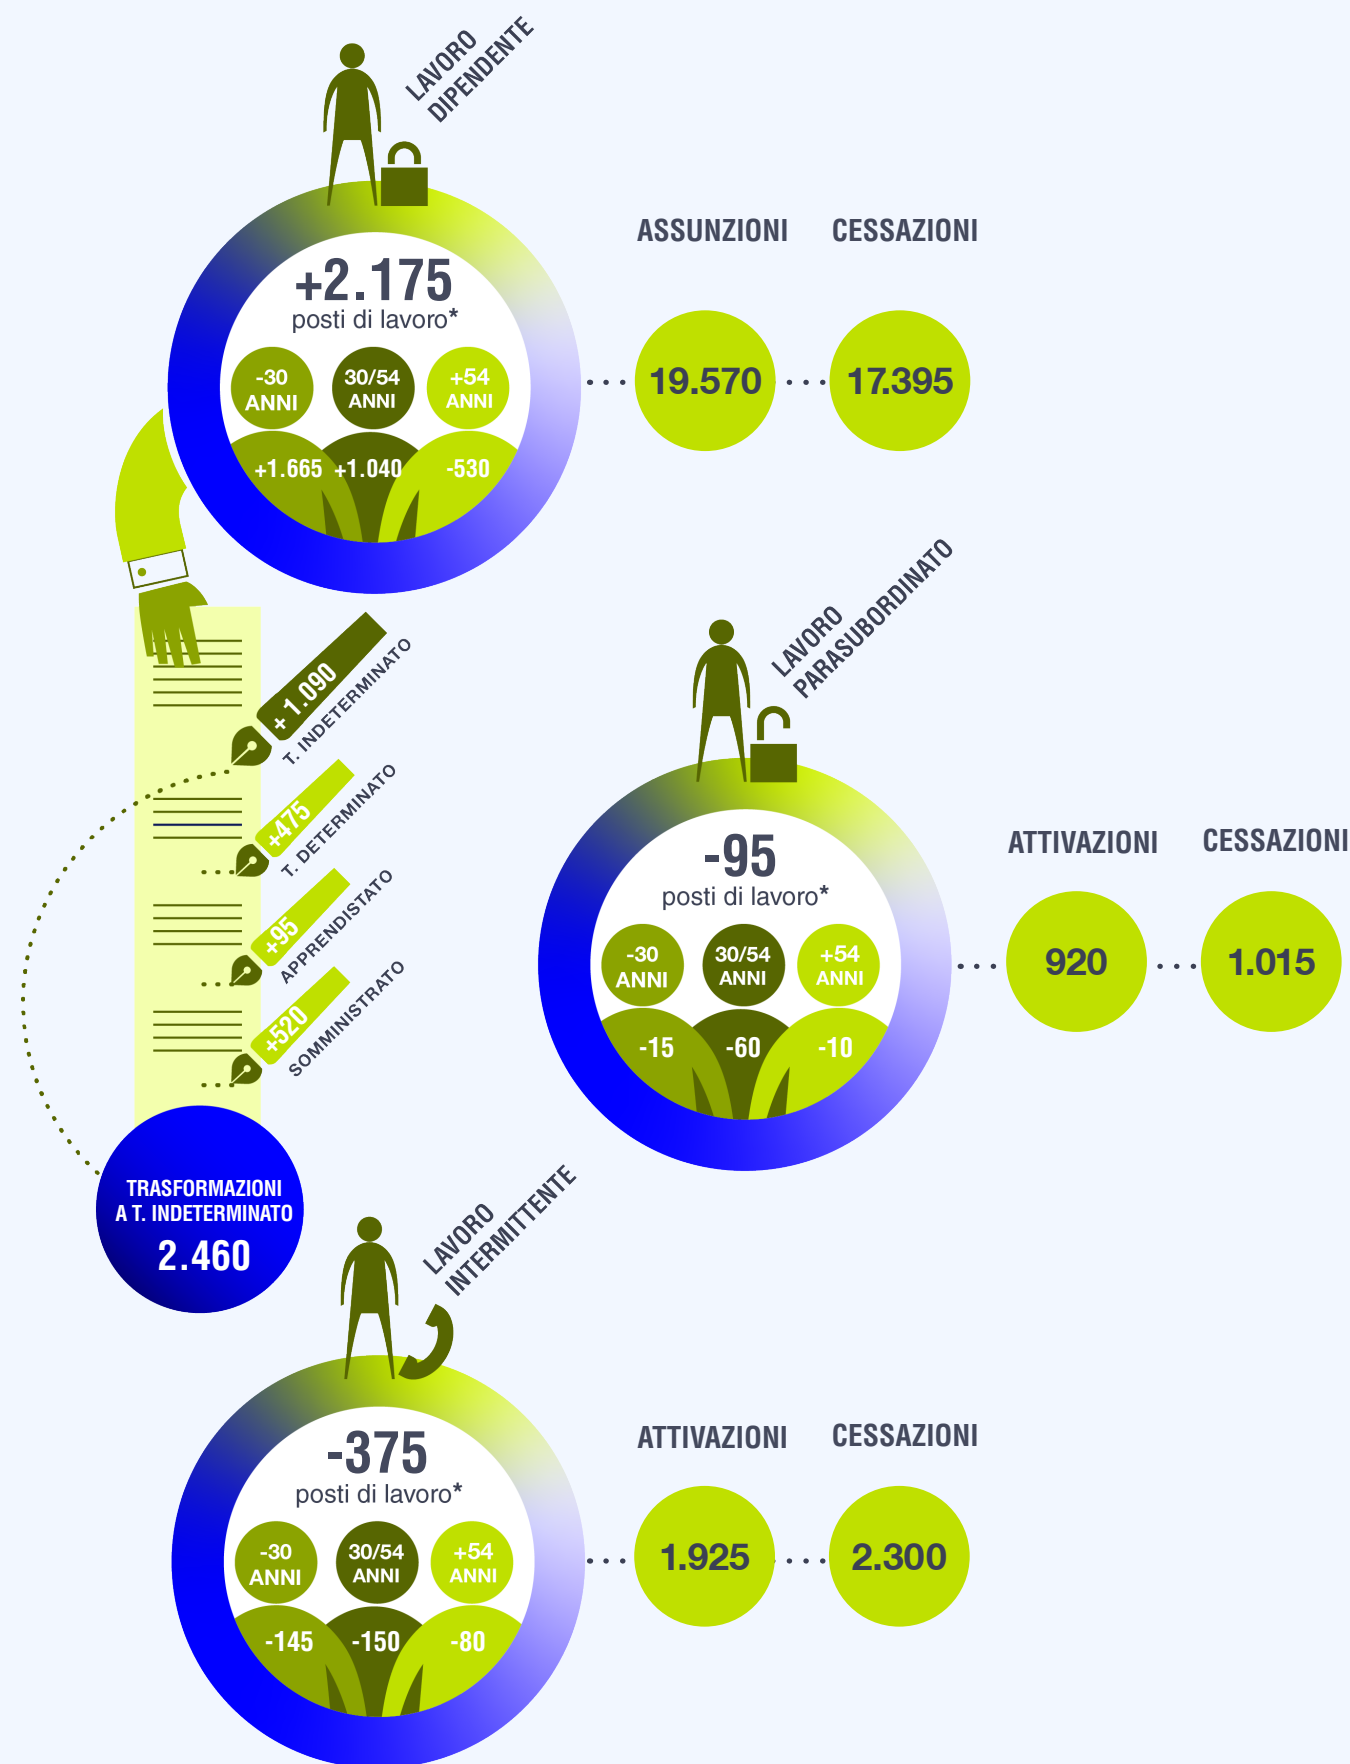 LAVORO
DIPENDENTE
+2.175
posti di lavoro*
-30
ANNI
30/54
ANNI
+54
ANNI
+1.665
+1.040
-530
ASSUNZIONI
CESSAZIONI
19.570
17.395
+ 1.090
T. INDETERMINATO
+475
T. DETERMINATO
+95
APPRENDISTATO
+520
SOMMINISTRATO
TRASFORMAZIONI
A T. INDETERMINATO
2.460
LAVORO
PARASUBORDINATO
-95
posti di lavoro*
-30
ANNI
30/54
ANNI
+54
ANNI
-15
-60
-10
ATTIVAZIONI
CESSAZIONI
920
1.015
LAVORO
INTERMITTENTE
-375
posti di lavoro*
-30
ANNI
30/54
ANNI
+54
ANNI
-145
-150
-80
ATTIVAZIONI
CESSAZIONI
1.925
2.300